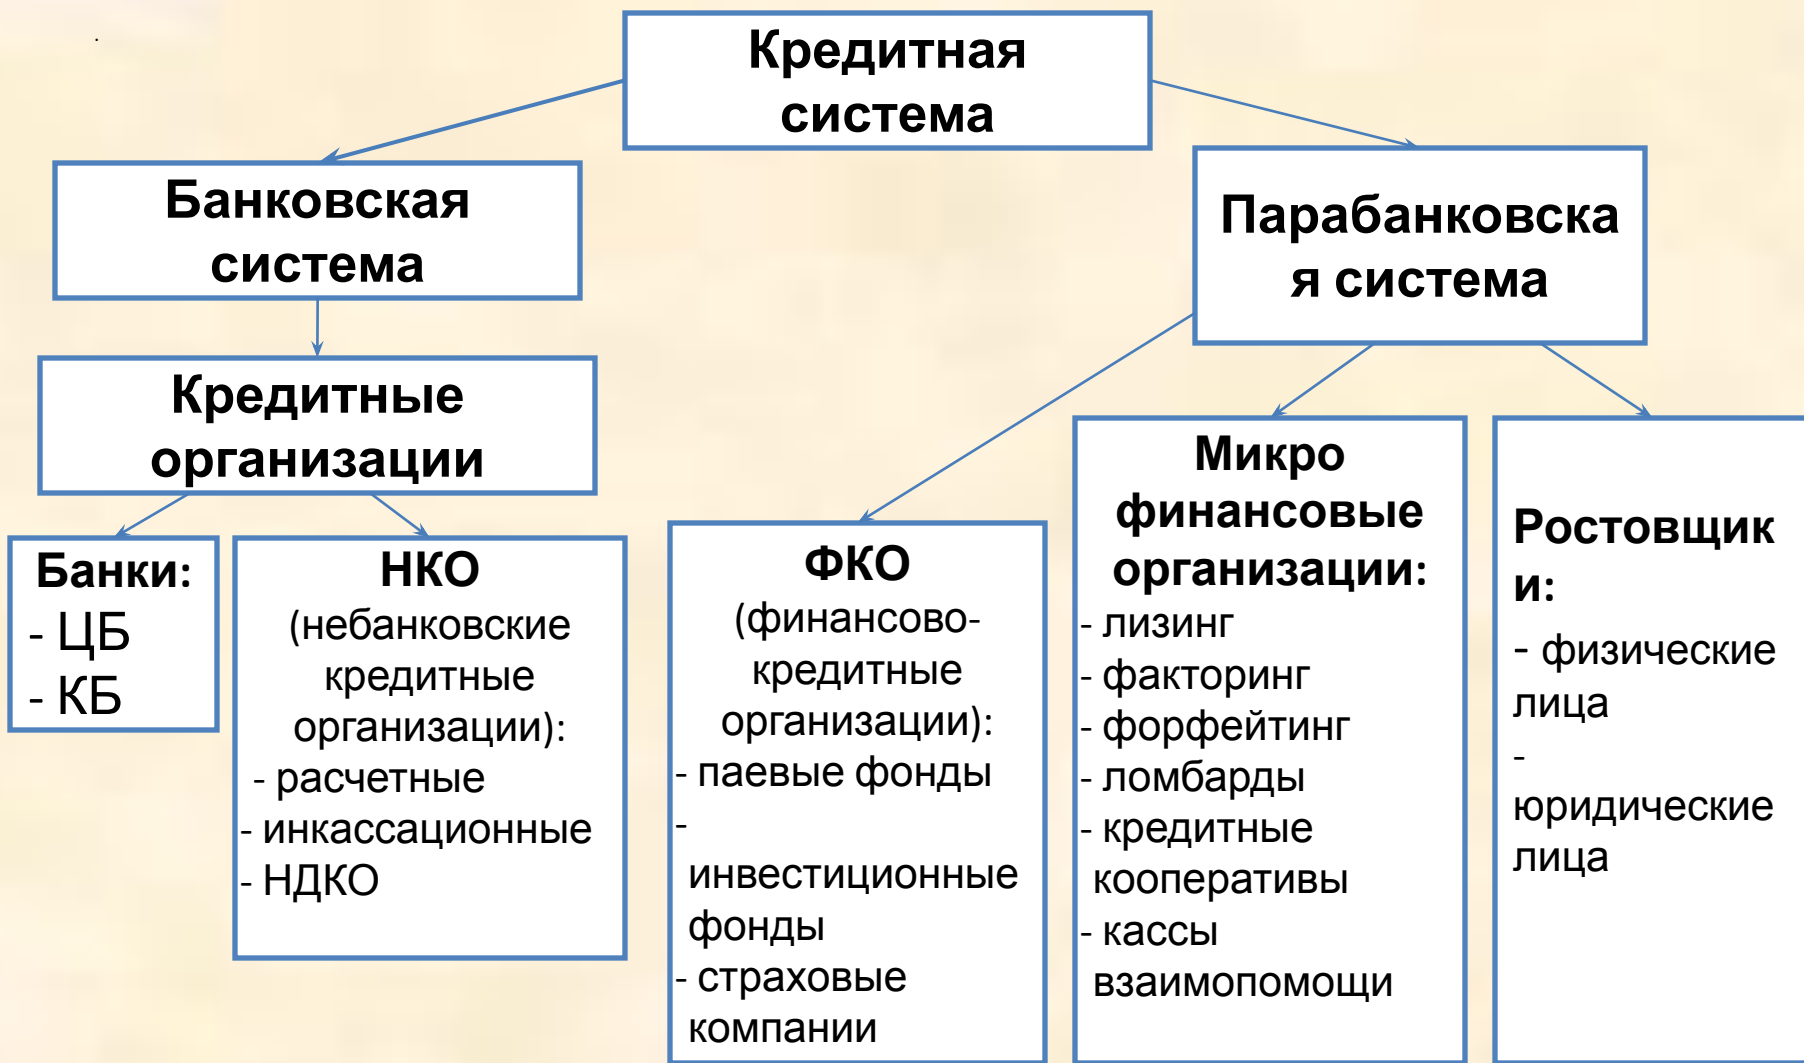 Кредитная
система
Банковская
система
Парабанковска
я система
Кредитные
организации
Банки:
- ЦБ
- КБ
НКО
(небанковские
кредитные
организации):
- расчетные
- инкассационные
- НДКО
ФКО
(финансово-
кредитные
организации):
- паевые фонды
-
инвестиционные
фонды
- страховые
компании
Микро
финансовые
организации:
- лизинг
- факторинг
- форфейтинг
- ломбарды
- кредитные
кооперативы
- кассы
взаимопомощи
Ростовщик
и:
- физические
лица
-
юридические
лица